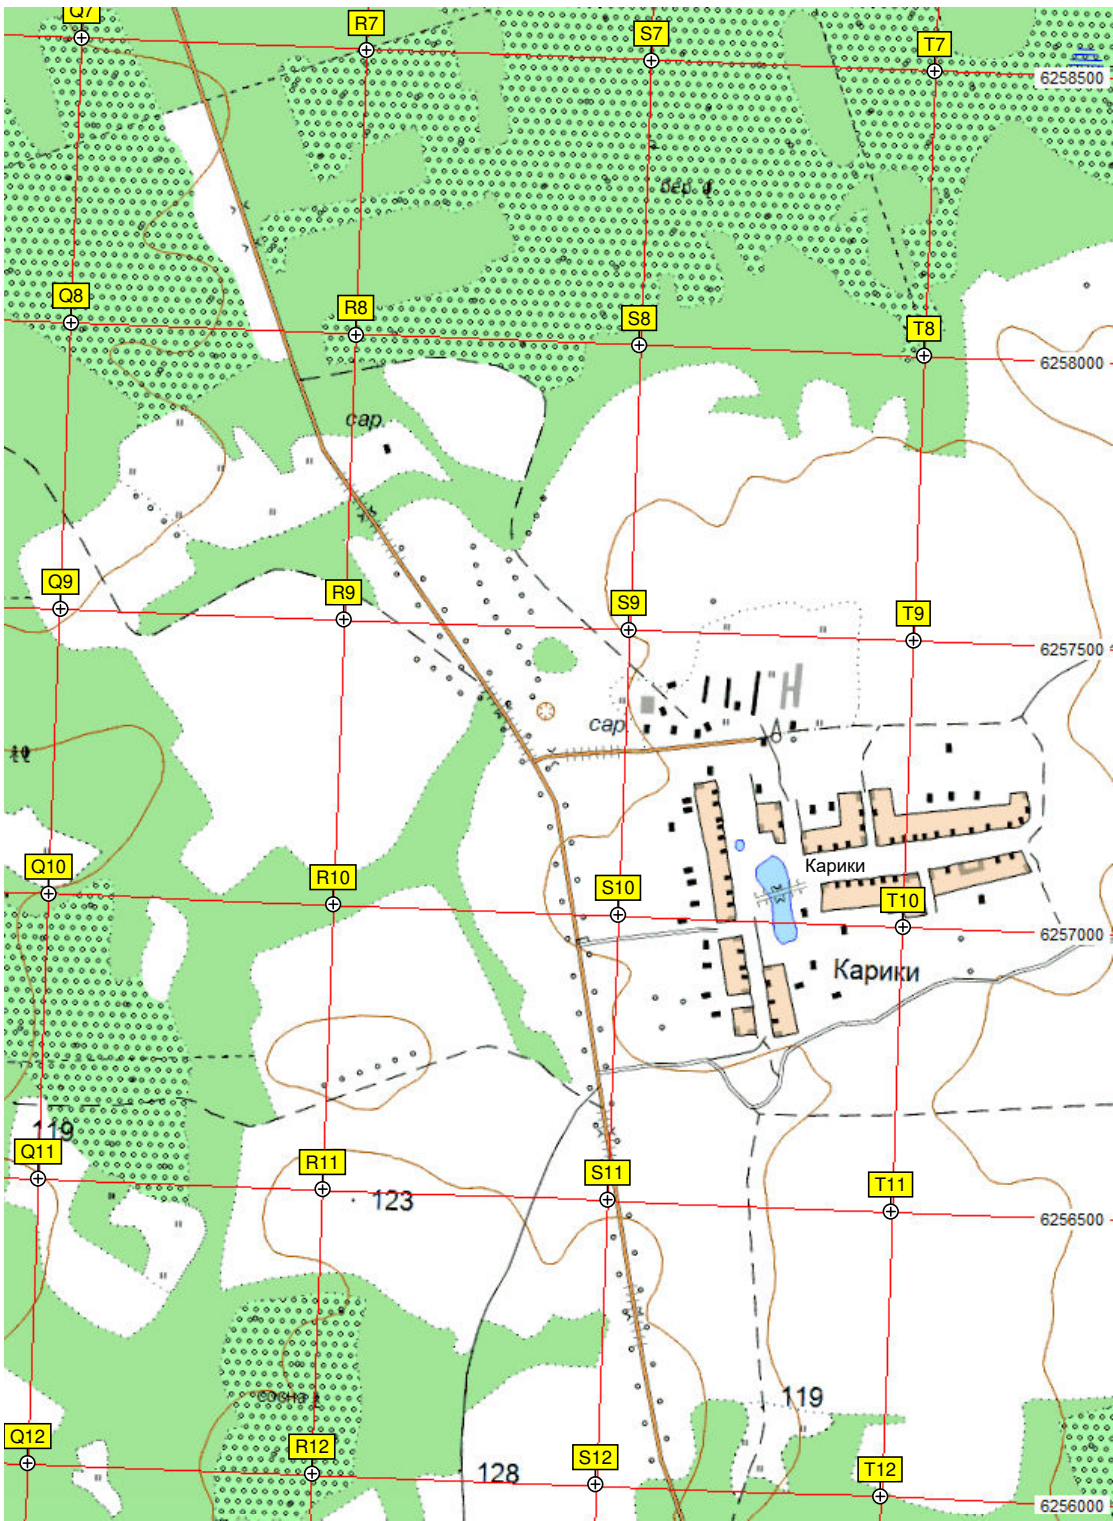 Q7
R7
S7
T7
6258500
бер.
Q8
R8
S8
T8
6258000
сар.
Q9
R9
S9
T9
6257500
сар.
Карики
Q10
R10
S10
T10
6257000
Карики
119
Q11
R11
S11
T11
123
6256500
сосна
119
Q12
R12
S12
T12
128
6256000